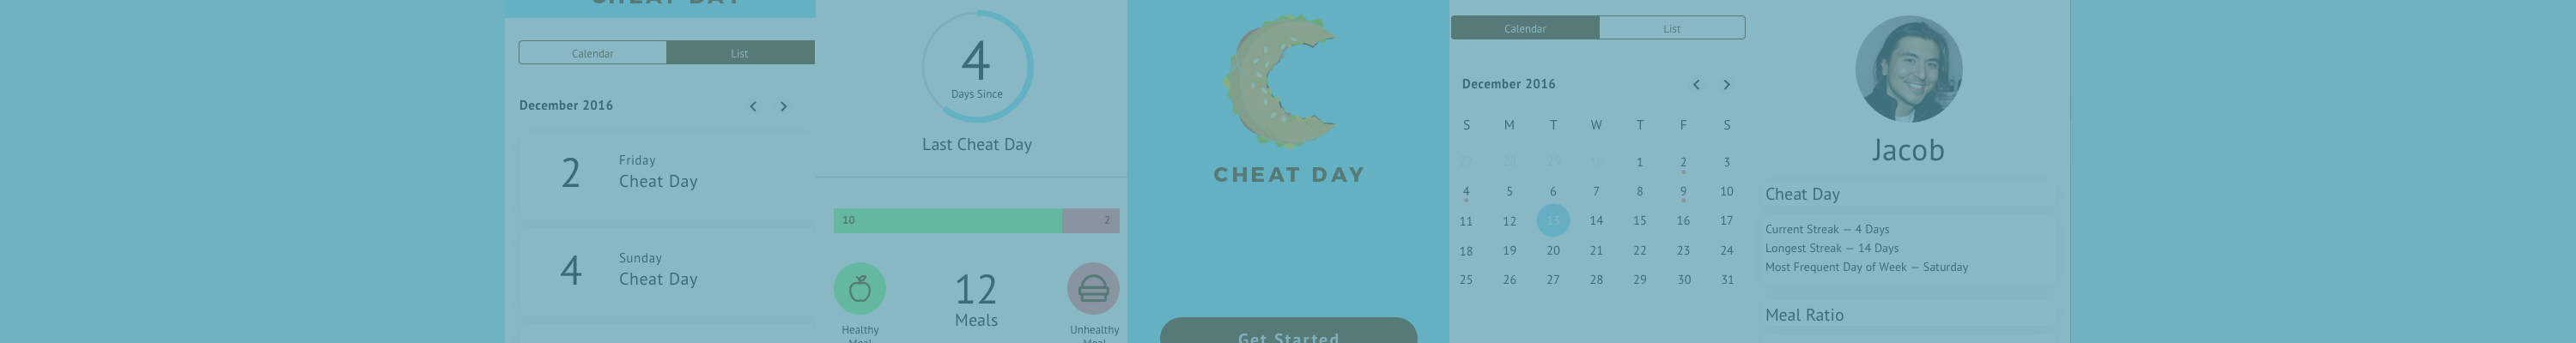 CHEAT DAY
Calendar
List
December 2016
2
Friday
Cheat Day
4
Sunday
Cheat Day
4
Days Since
Last Cheat Day
10
2
12
Meals
Healthy
Meal
Unhealthy
Meal
CHEAT DAY
Get Started
Calendar
List
December 2016
S M T W T F S
27 28 29 30 1 2 3
4 5 6 7 8 9 10
11 12 13 14 15 16 17
18 19 20 21 22 23 24
25 26 27 28 29 30 31
Jacob
Cheat Day
Current Streak — 4 Days
Longest Streak — 14 Days
Most Frequent Day of Week — Saturday
Meal Ratio